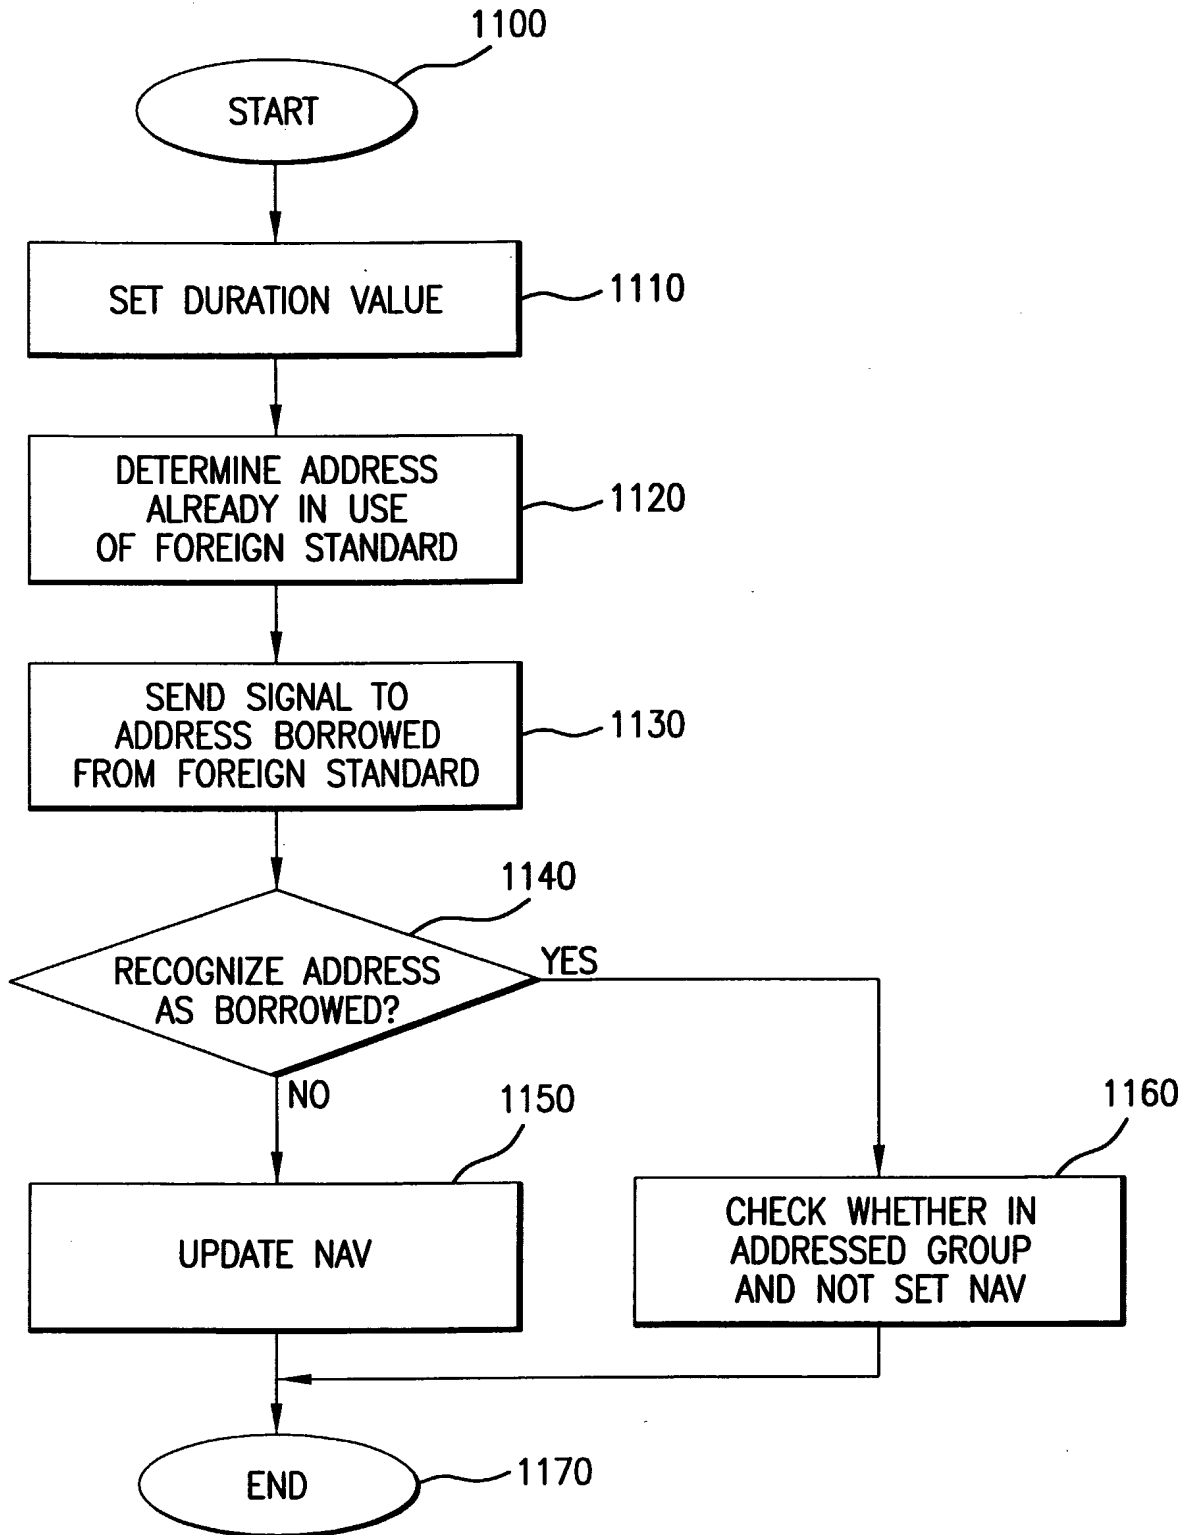 1100
START
SET DURATION VALUE
1110
DETERMINE ADDRESS
ALREADY IN USE
OF FOREIGN STANDARD
1120
SEND SIGNAL TO
ADDRESS BORROWED
FROM FOREIGN STANDARD
1130
1140
RECOGNIZE ADDRESS
AS BORROWED?
YES
NO
1150
UPDATE NAV
1160
CHECK WHETHER IN
ADDRESSED GROUP
AND NOT SET NAV
END
1170